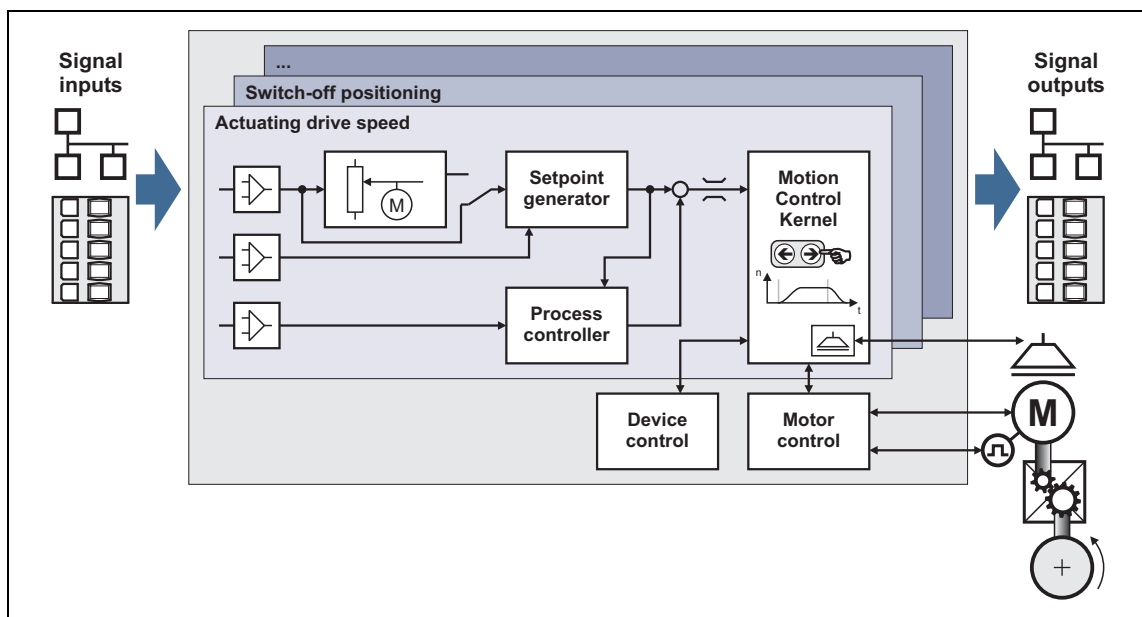 Signal
inputs
...
Switch-off positioning
Actuating drive speed
M
Setpoint
generator
Process
controller
Motion
Control
Kernel
n
t
Device
control
Motor
control
Signal
outputs
M